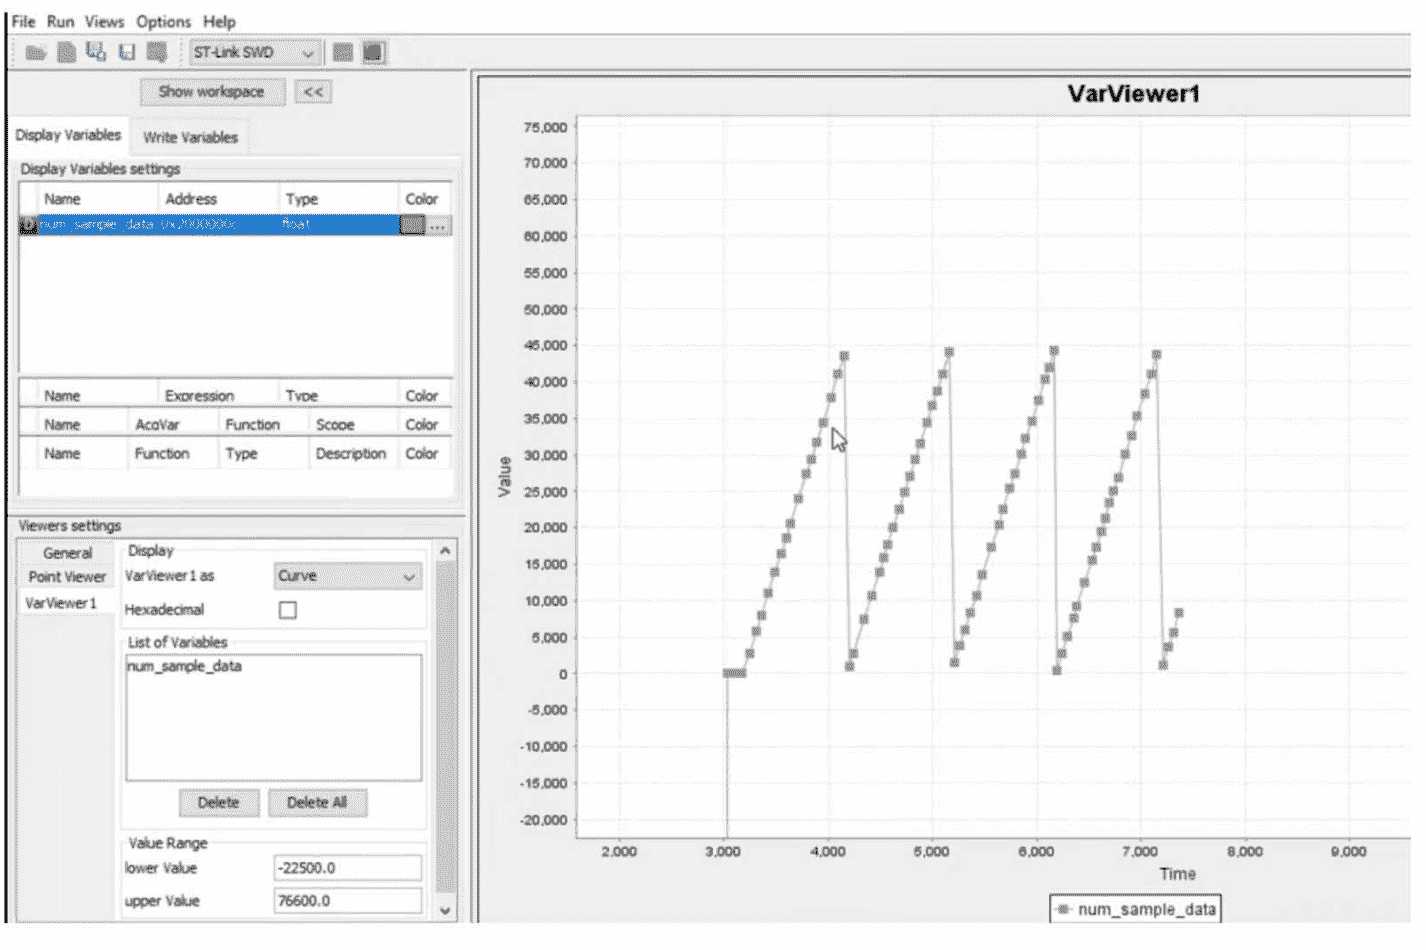 File Run Views Options Help
ST-Link SWD
Show workspace <<
Display Variables Write Variables
Display Variables settings
Name Address Type Color
num_sample_data float ...
Name Expression Type Color
Name AcqVar Function Scope Color
Name Function Type Description Color
Viewers settings
General
Point Viewer
VarViewer1
Display
VarViewer1 as Curve
Hexadecimal
List of Variables
num_sample_data
Delete Delete All
Value Range
lower Value -22500.0
upper Value 76600.0
VarViewer1
75,000
70,000
65,000
60,000
55,000
50,000
45,000
40,000
35,000
30,000
25,000
20,000
15,000
10,000
5,000
0
-5,000
-10,000
-15,000
-20,000
Value
2,000 3,000 4,000 5,000 6,000 7,000 8,000 9,000
Time
num_sample_data